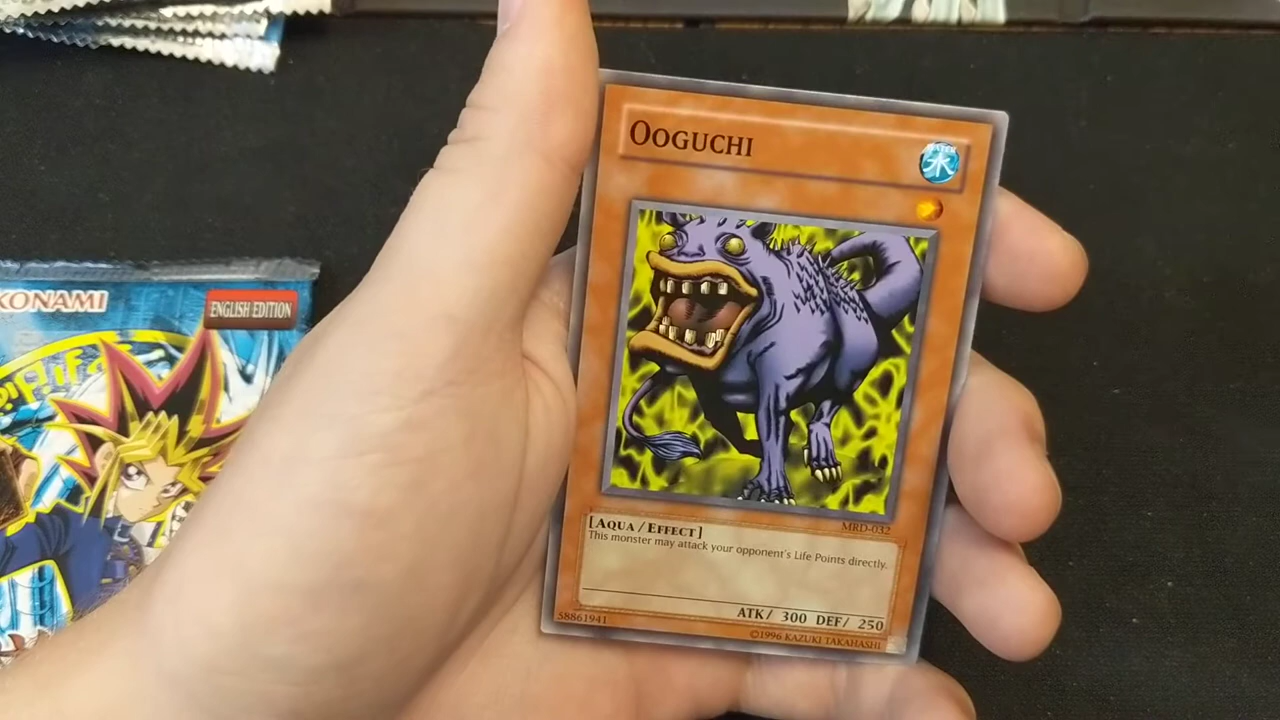 OOGUCHI
WATER
水
KONAMI
ENGLISH EDITION
MRD-032
[AQUA / EFFECT]
This monster may attack your opponent's Life Points directly.
ATK/ 300 DEF/ 250
58861941
©1996 KAZUKI TAKAHASHI